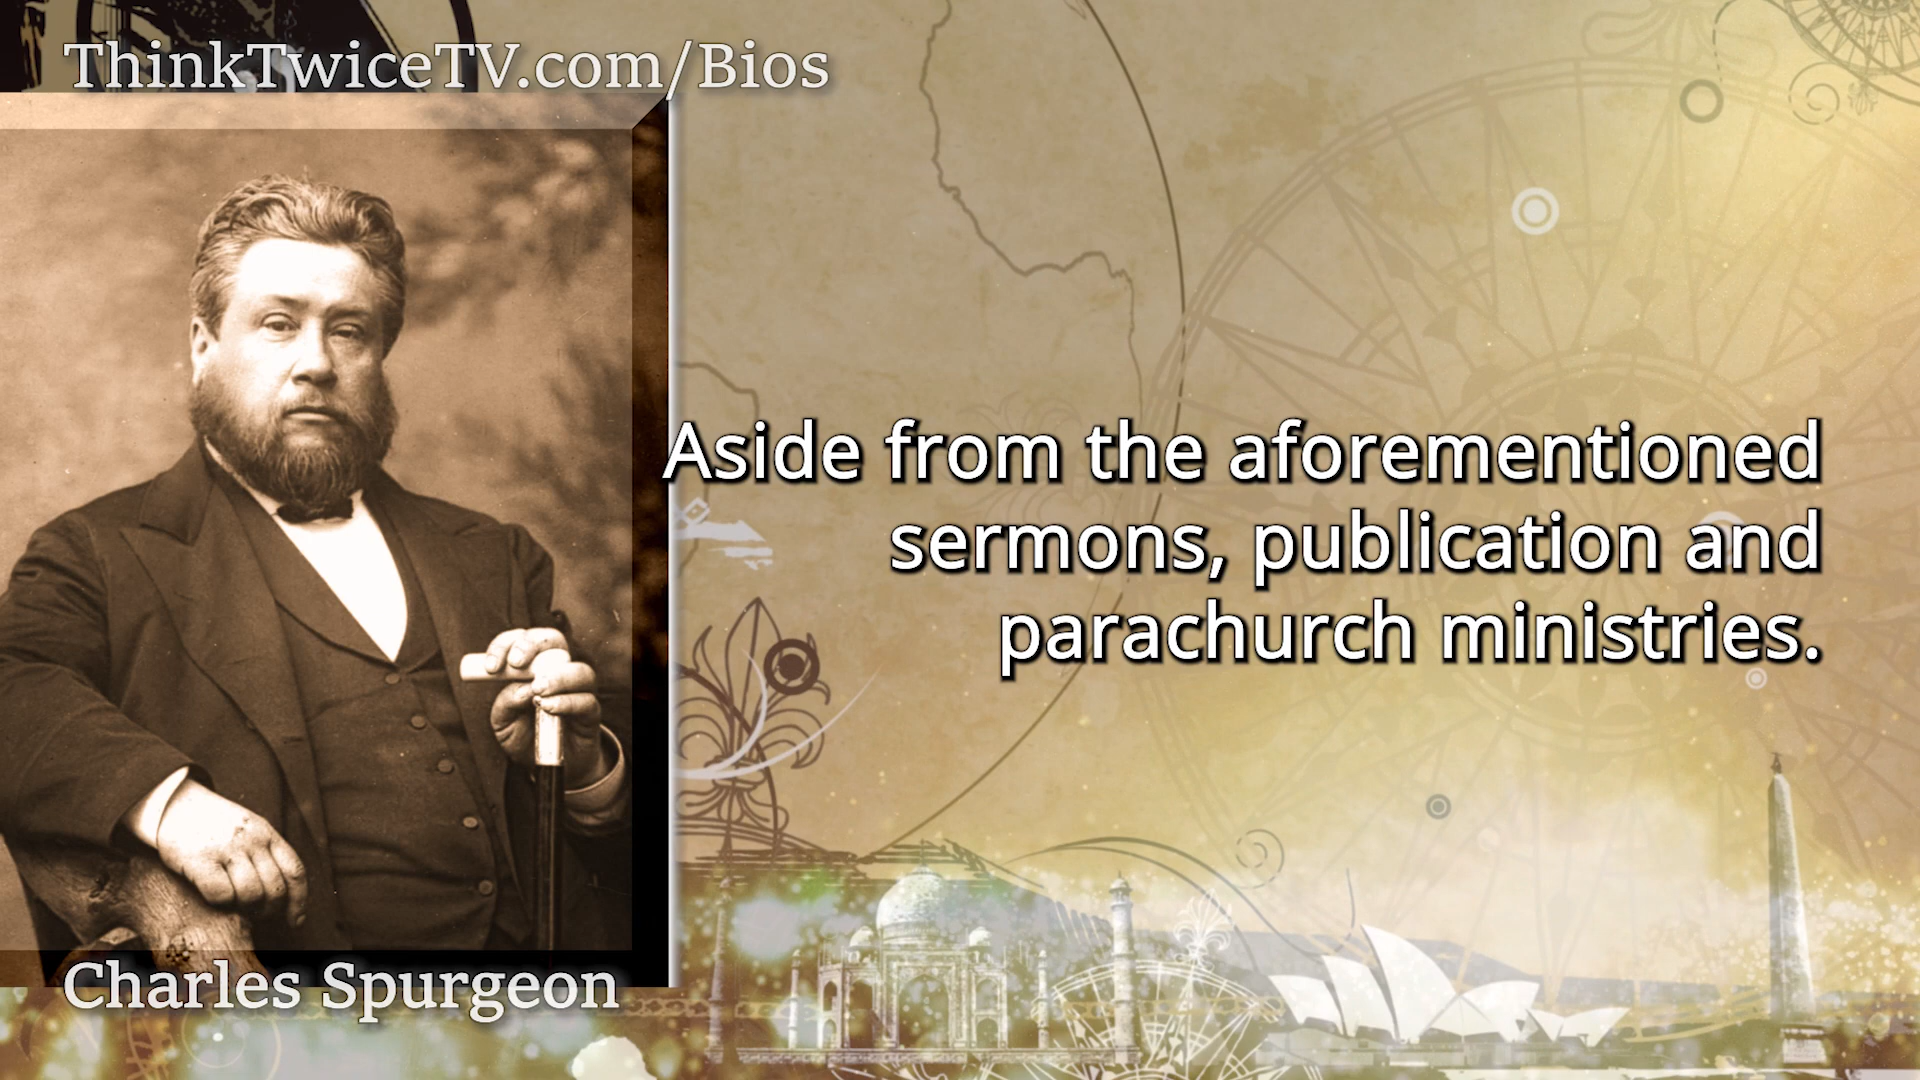 ThinkTwiceTV.com/Bios
Aside from the aforementioned
sermons, publication and
parachurch ministries.
Charles Spurgeon